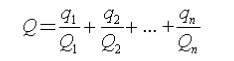 Q = q₁/Q₁ + q₂/Q₂ + ... + qₙ/Qₙ